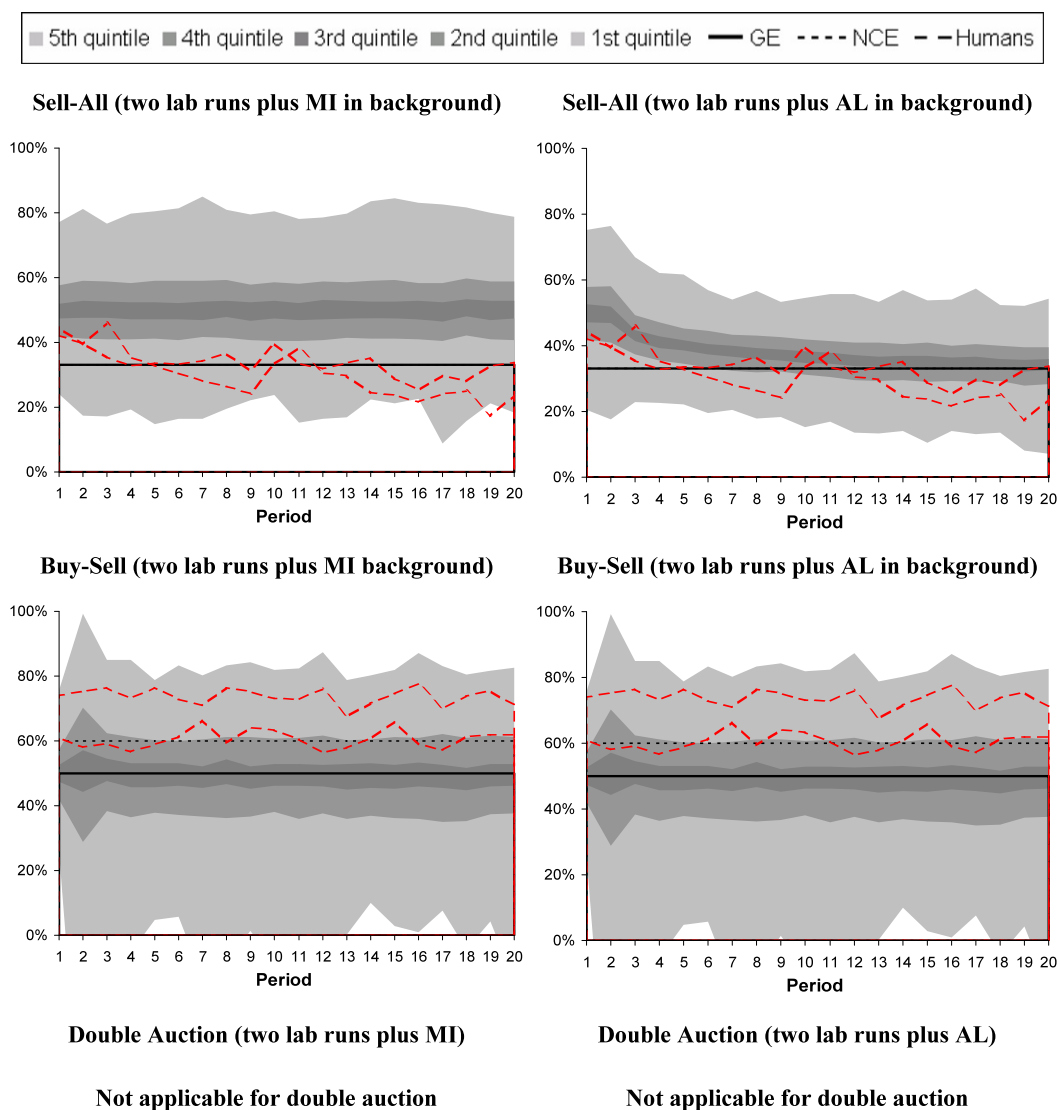 5th quintile 4th quintile 3rd quintile 2nd quintile 1st quintile GE NCE Humans
Sell-All (two lab runs plus MI in background)
100%
80%
60%
40%
20%
0%
1 2 3 4 5 6 7 8 9 10 11 12 13 14 15 16 17 18 19 20
Period
Sell-All (two lab runs plus AL in background)
100%
80%
60%
40%
20%
0%
1 2 3 4 5 6 7 8 9 10 11 12 13 14 15 16 17 18 19 20
Period
Buy-Sell (two lab runs plus MI background)
100%
80%
60%
40%
20%
0%
1 2 3 4 5 6 7 8 9 10 11 12 13 14 15 16 17 18 19 20
Period
Buy-Sell (two lab runs plus AL in background)
100%
80%
60%
40%
20%
0%
1 2 3 4 5 6 7 8 9 10 11 12 13 14 15 16 17 18 19 20
Period
Double Auction (two lab runs plus MI)
Not applicable for double auction
Double Auction (two lab runs plus AL)
Not applicable for double auction